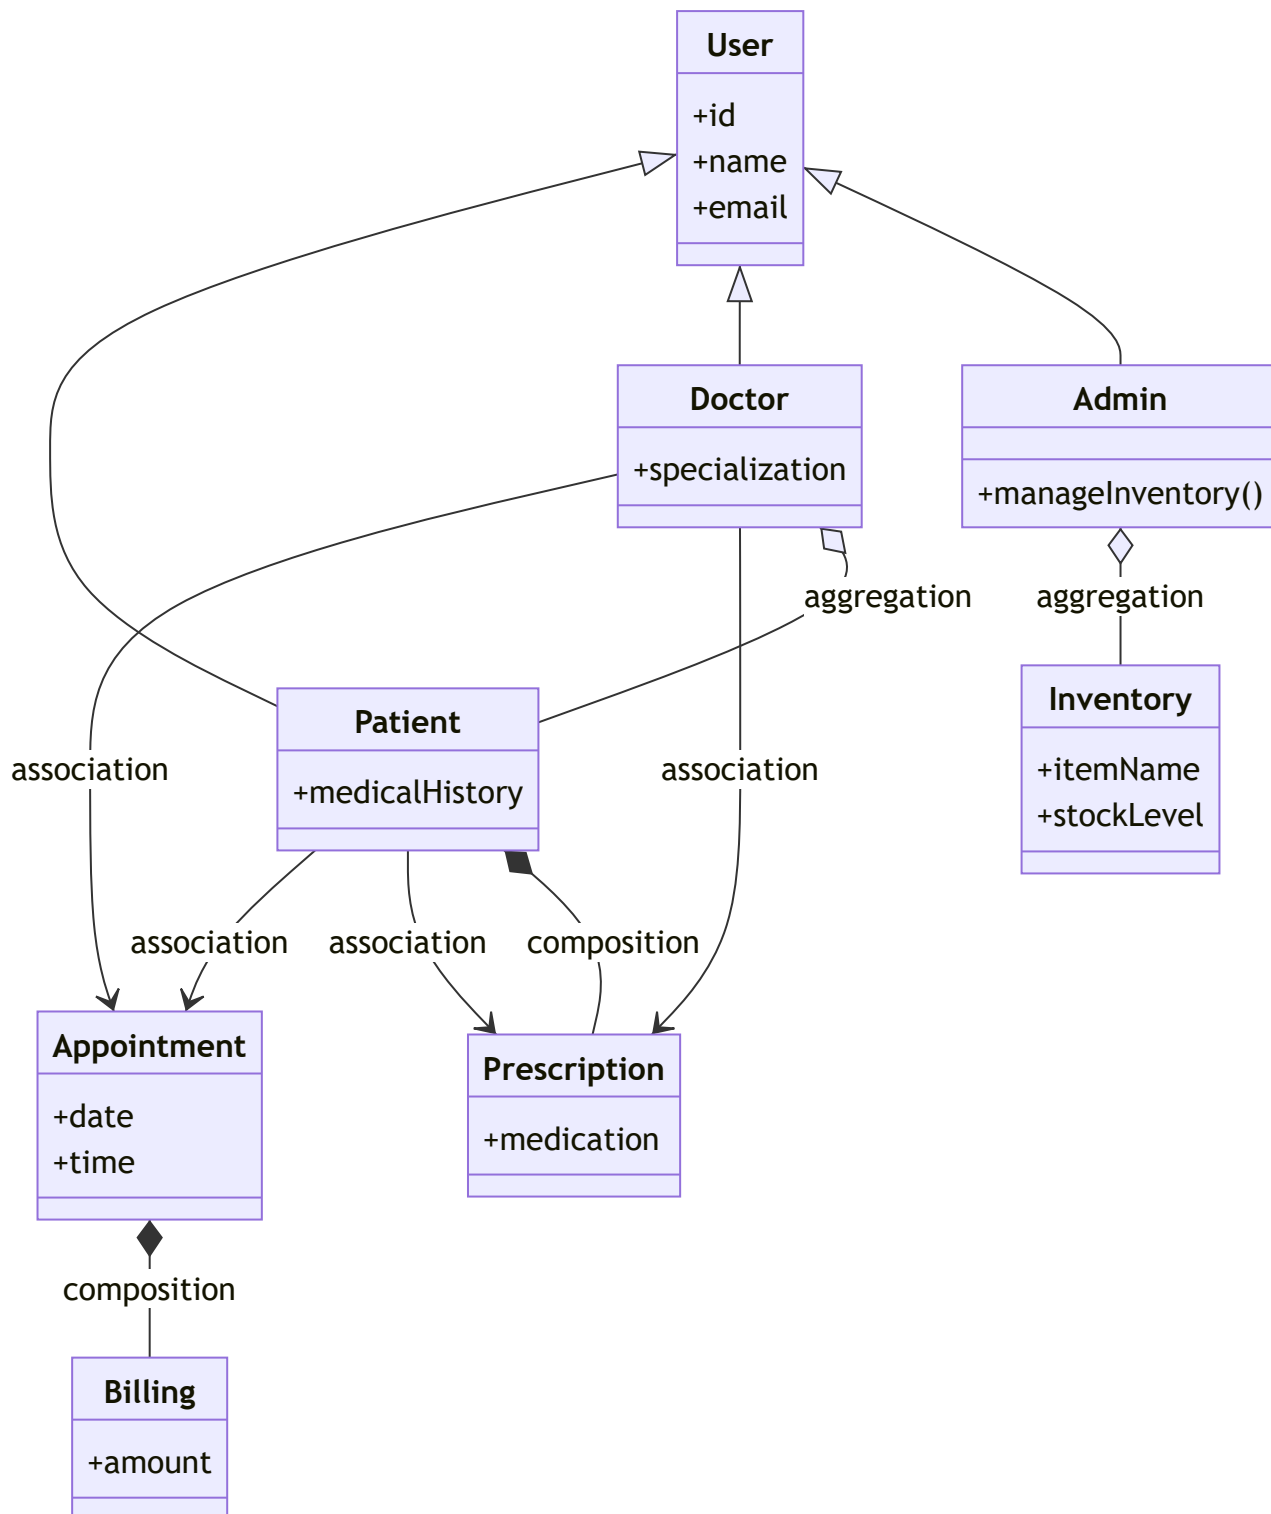 User
+id
+name
+email
Doctor
+specialization
Admin
+manageInventory()
aggregation
aggregation
Patient
+medicalHistory
Inventory
+itemName
+stockLevel
association
association
association
association
composition
Appointment
+date
+time
Prescription
+medication
composition
Billing
+amount